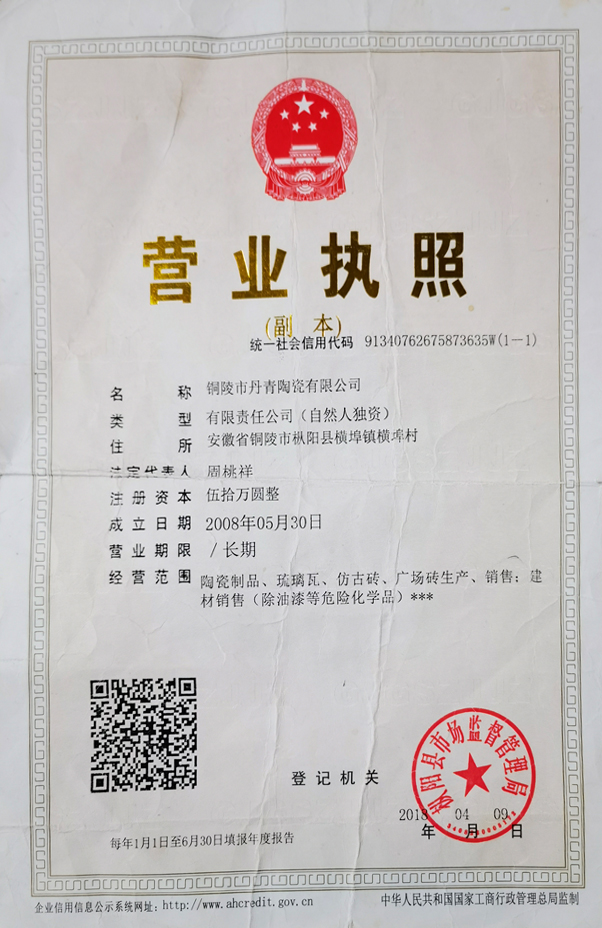 营业执照
(副 本)
统一社会信用代码 91340762675873635W(1-1)
名 称 铜陵市丹青陶瓷有限公司
类 型 有限责任公司（自然人独资）
住 所 安徽省铜陵市枞阳县横埠镇横埠村
法定代表人 周桃祥
注册资本 伍拾万圆整
成立日期 2008年05月30日
营业期限 / 长期
经营范围 陶瓷制品、琉璃瓦、仿古砖、广场砖生产、销售；建
材销售（除油漆等危险化学品）***
枞阳县市场监督管理局
登记机关
2018 04 09
年 月 日
每年1月1日至6月30日填报年度报告
企业信用信息公示系统网址：http://www.ahcredit.gov.cn
中华人民共和国国家工商行政管理总局监制